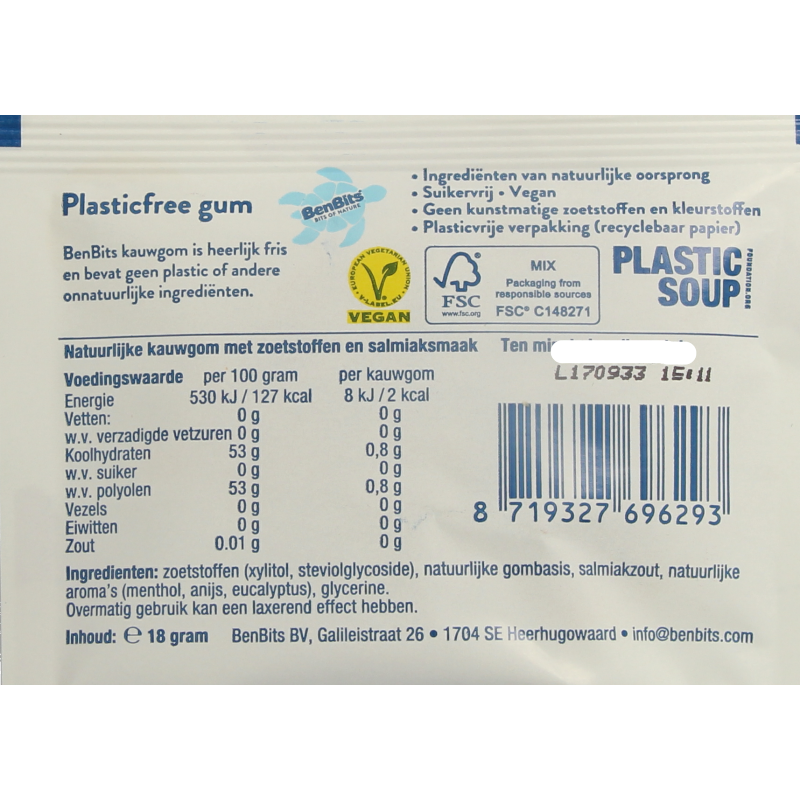 Plasticfree gum
BenBits kauwgom is heerlijk fris
en bevat geen plastic of andere
onnatuurlijke ingrediënten.
BenBits
BITS OF NATURE
• Ingrediënten van natuurlijke oorsprong
• Suikervrij • Vegan
• Geen kunstmatige zoetstoffen en kleurstoffen
• Plasticvrije verpakking (recyclebaar papier)
EUROPEAN VEGETARIAN UNION
V-LABEL.EU
VEGAN
FSC
www.fsc.org
MIX
Packaging from
responsible sources
FSC® C148271
PLASTIC
SOUP
FOUNDATION.ORG
Natuurlijke kauwgom met zoetstoffen en salmiaksmaak Ten
L170933 15:11
Voedingswaarde per 100 gram per kauwgom
Energie 530 kJ / 127 kcal 8 kJ / 2 kcal
Vetten: 0 g 0 g
w.v. verzadigde vetzuren 0 g 0 g
Koolhydraten 53 g 0,8 g
w.v. suiker 0 g 0 g
w.v. polyolen 53 g 0,8 g
Vezels 0 g 0 g
Eiwitten 0 g 0 g
Zout 0.01 g 0 g
8 719327 696293
Ingredienten: zoetstoffen (xylitol, steviolglycoside), natuurlijke gombasis, salmiakzout, natuurlijke
aroma's (menthol, anijs, eucalyptus), glycerine.
Overmatig gebruik kan een laxerend effect hebben.
Inhoud: ℮ 18 gram BenBits BV, Galileistraat 26 • 1704 SE Heerhugowaard • info@benbits.com